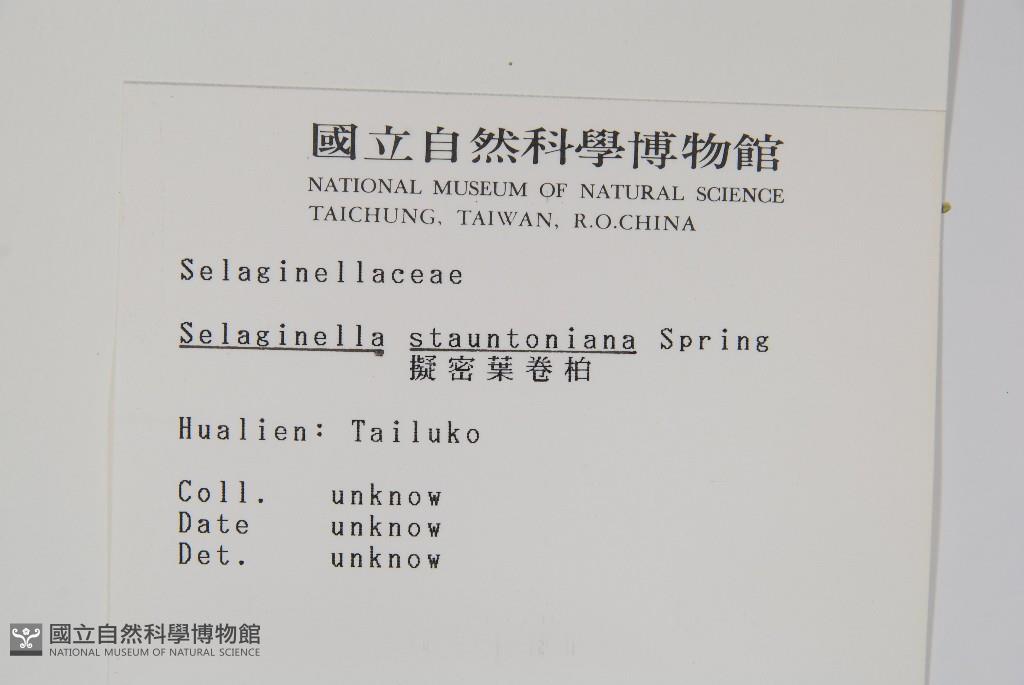 國立自然科學博物館
NATIONAL MUSEUM OF NATURAL SCIENCE
TAICHUNG, TAIWAN, R.O.CHINA
Selaginellaceae
Selaginella stauntoniana Spring
擬密葉卷柏
Hualien: Tailuko
Coll. unknow
Date unknow
Det. unknow
國立自然科學博物館
NATIONAL MUSEUM OF NATURAL SCIENCE